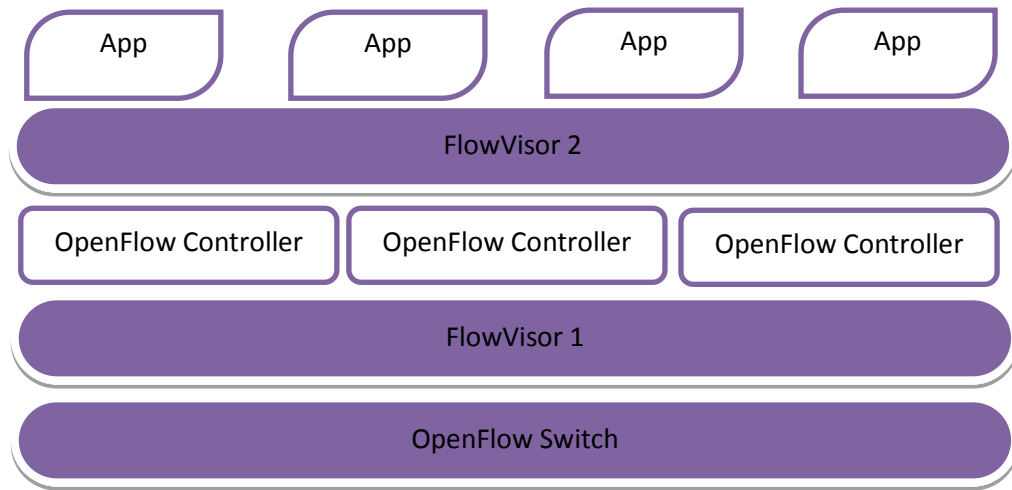 App
App
App
App
FlowVisor 2
OpenFlow Controller
OpenFlow Controller
OpenFlow Controller
FlowVisor 1
OpenFlow Switch